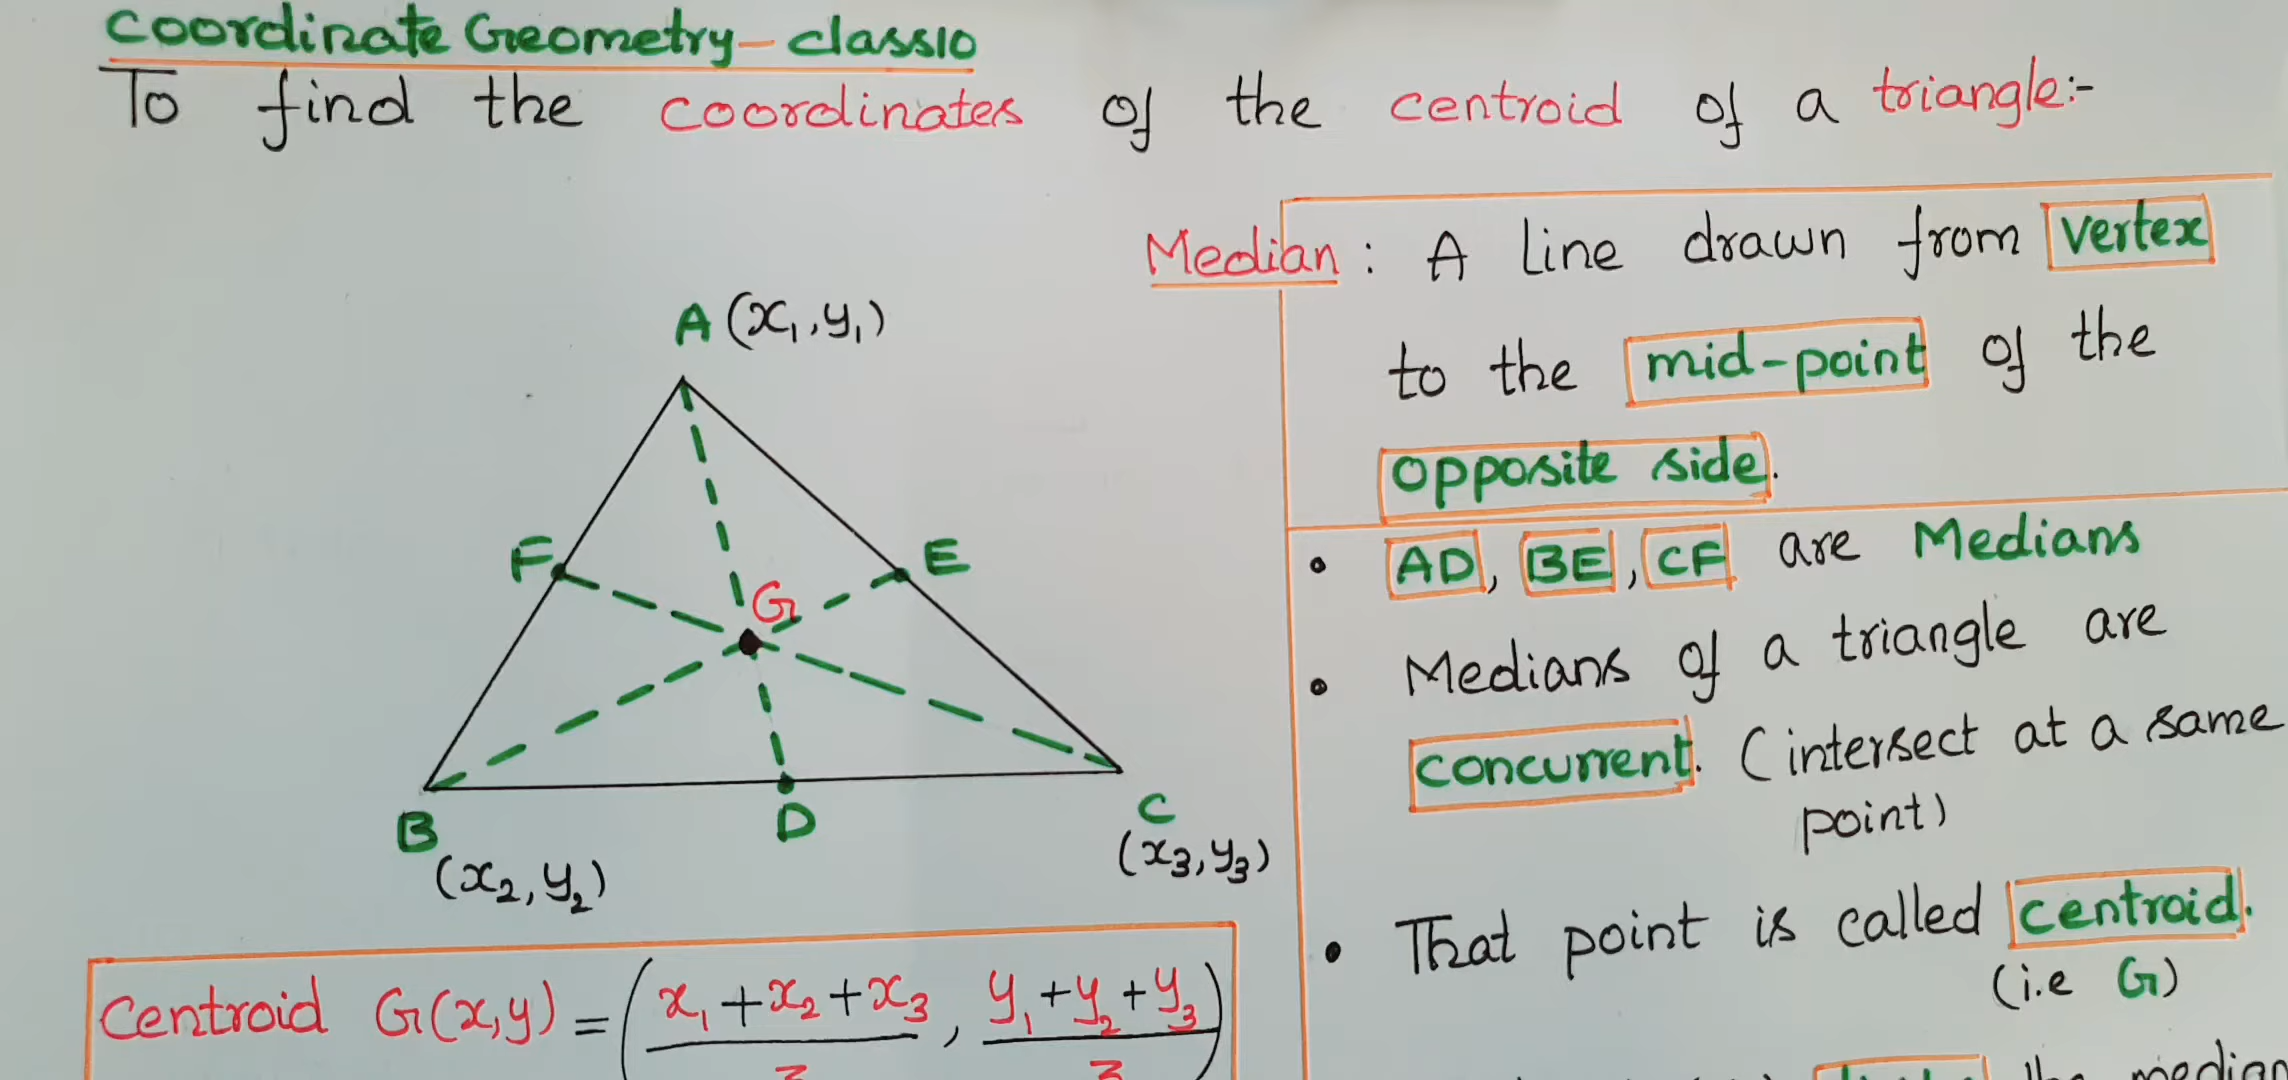 Coordinate Geometry - class10
To find the coordinates of the centroid of a triangle:-
Median : A line drawn from vertex
to the mid-point of the
opposite side.
A (x₁,y₁)
F
E
G
B
D
C
(x₂,y₂)
(x₃,y₃)
• AD, BE, CF are Medians
• Medians of a triangle are
concurrent. (intersect at a same
point)
• That point is called centroid.
(i.e G)
the median
Centroid G(x,y) = (x₁+x₂+x₃/3, y₁+y₂+y₃/3)